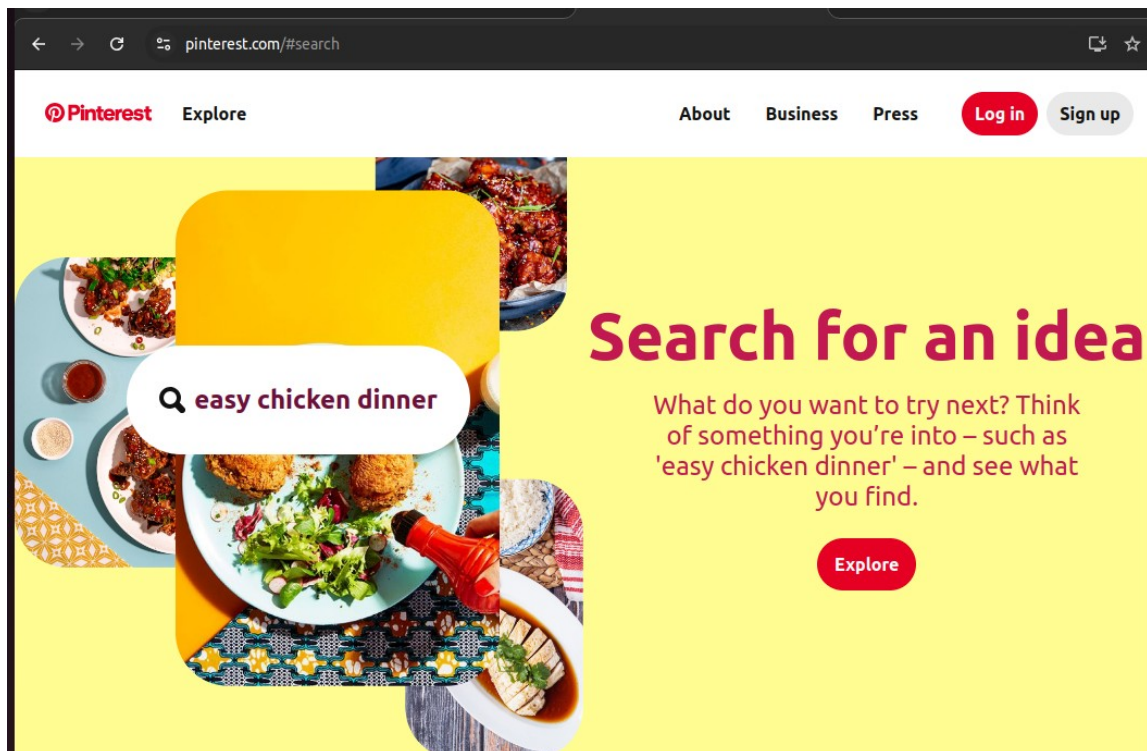 pinterest.com/#search
Pinterest
Explore
About
Business
Press
Log in
Sign up
easy chicken dinner
Search for an idea
What do you want to try next? Think
of something you’re into – such as
'easy chicken dinner' – and see what
you find.
Explore